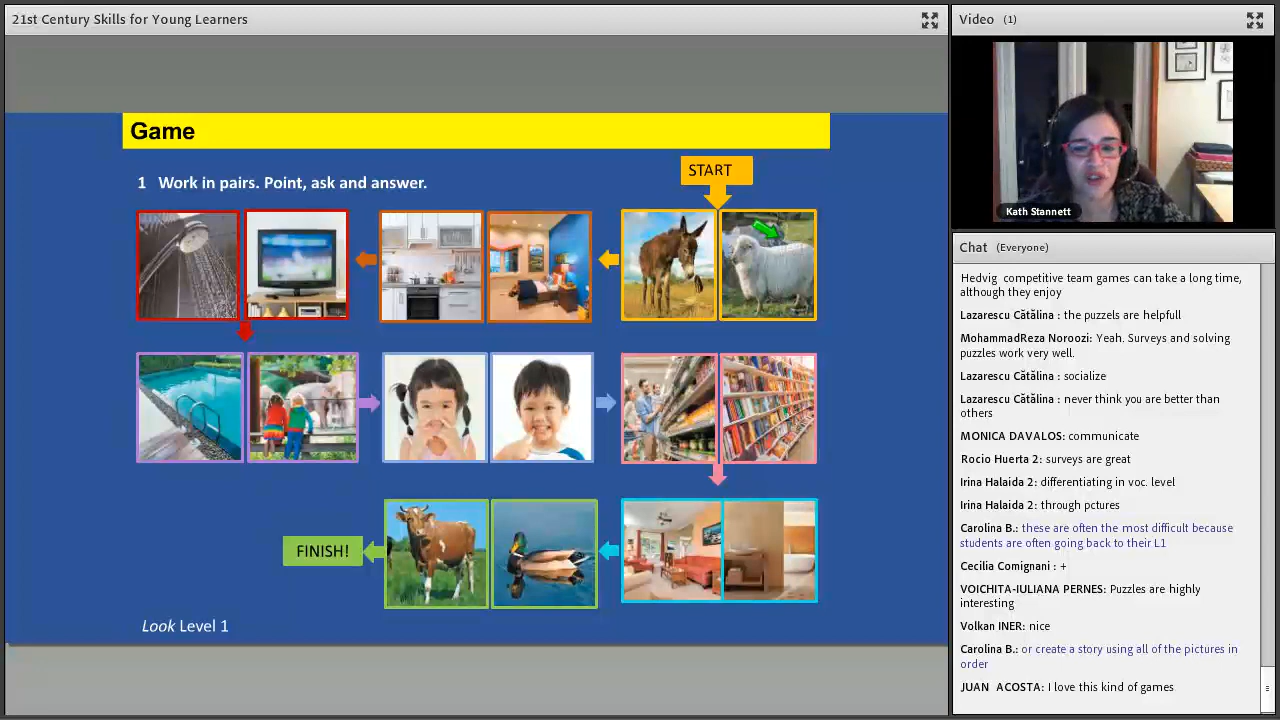 21st Century Skills for Young Learners
Game
1 Work in pairs. Point, ask and answer.
START
FINISH!
Look Level 1
Video (1)
Kath Stannett
Chat (Everyone)
Hedvig competitive team games can take a long time,
although they enjoy
Lazarescu Cătălina : the puzzels are helpfull
MohammadReza Noroozi: Yeah. Surveys and solving
puzzles work very well.
Lazarescu Cătălina : socialize
Lazarescu Cătălina : never think you are better than
others
MONICA DAVALOS: communicate
Rocio Huerta 2: surveys are great
Irina Halaida 2: differentiating in voc. level
Irina Halaida 2: through pctures
Carolina B.: these are often the most difficult because
students are often going back to their L1
Cecilia Comignani : +
VOICHITA-IULIANA PERNES: Puzzles are highly
interesting
Volkan INER: nice
Carolina B.: or create a story using all of the pictures in
order
JUAN ACOSTA: I love this kind of games